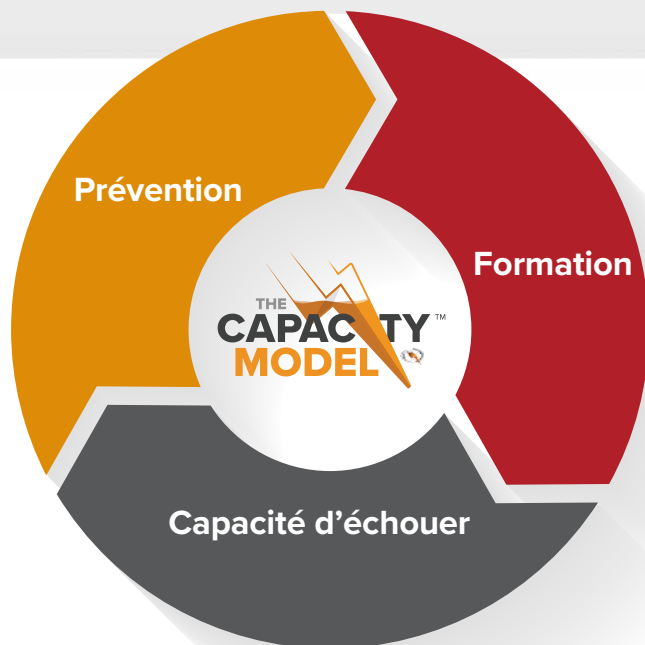 Prévention
Formation
THE
CAPACITY™
MODEL
Capacité d’échouer